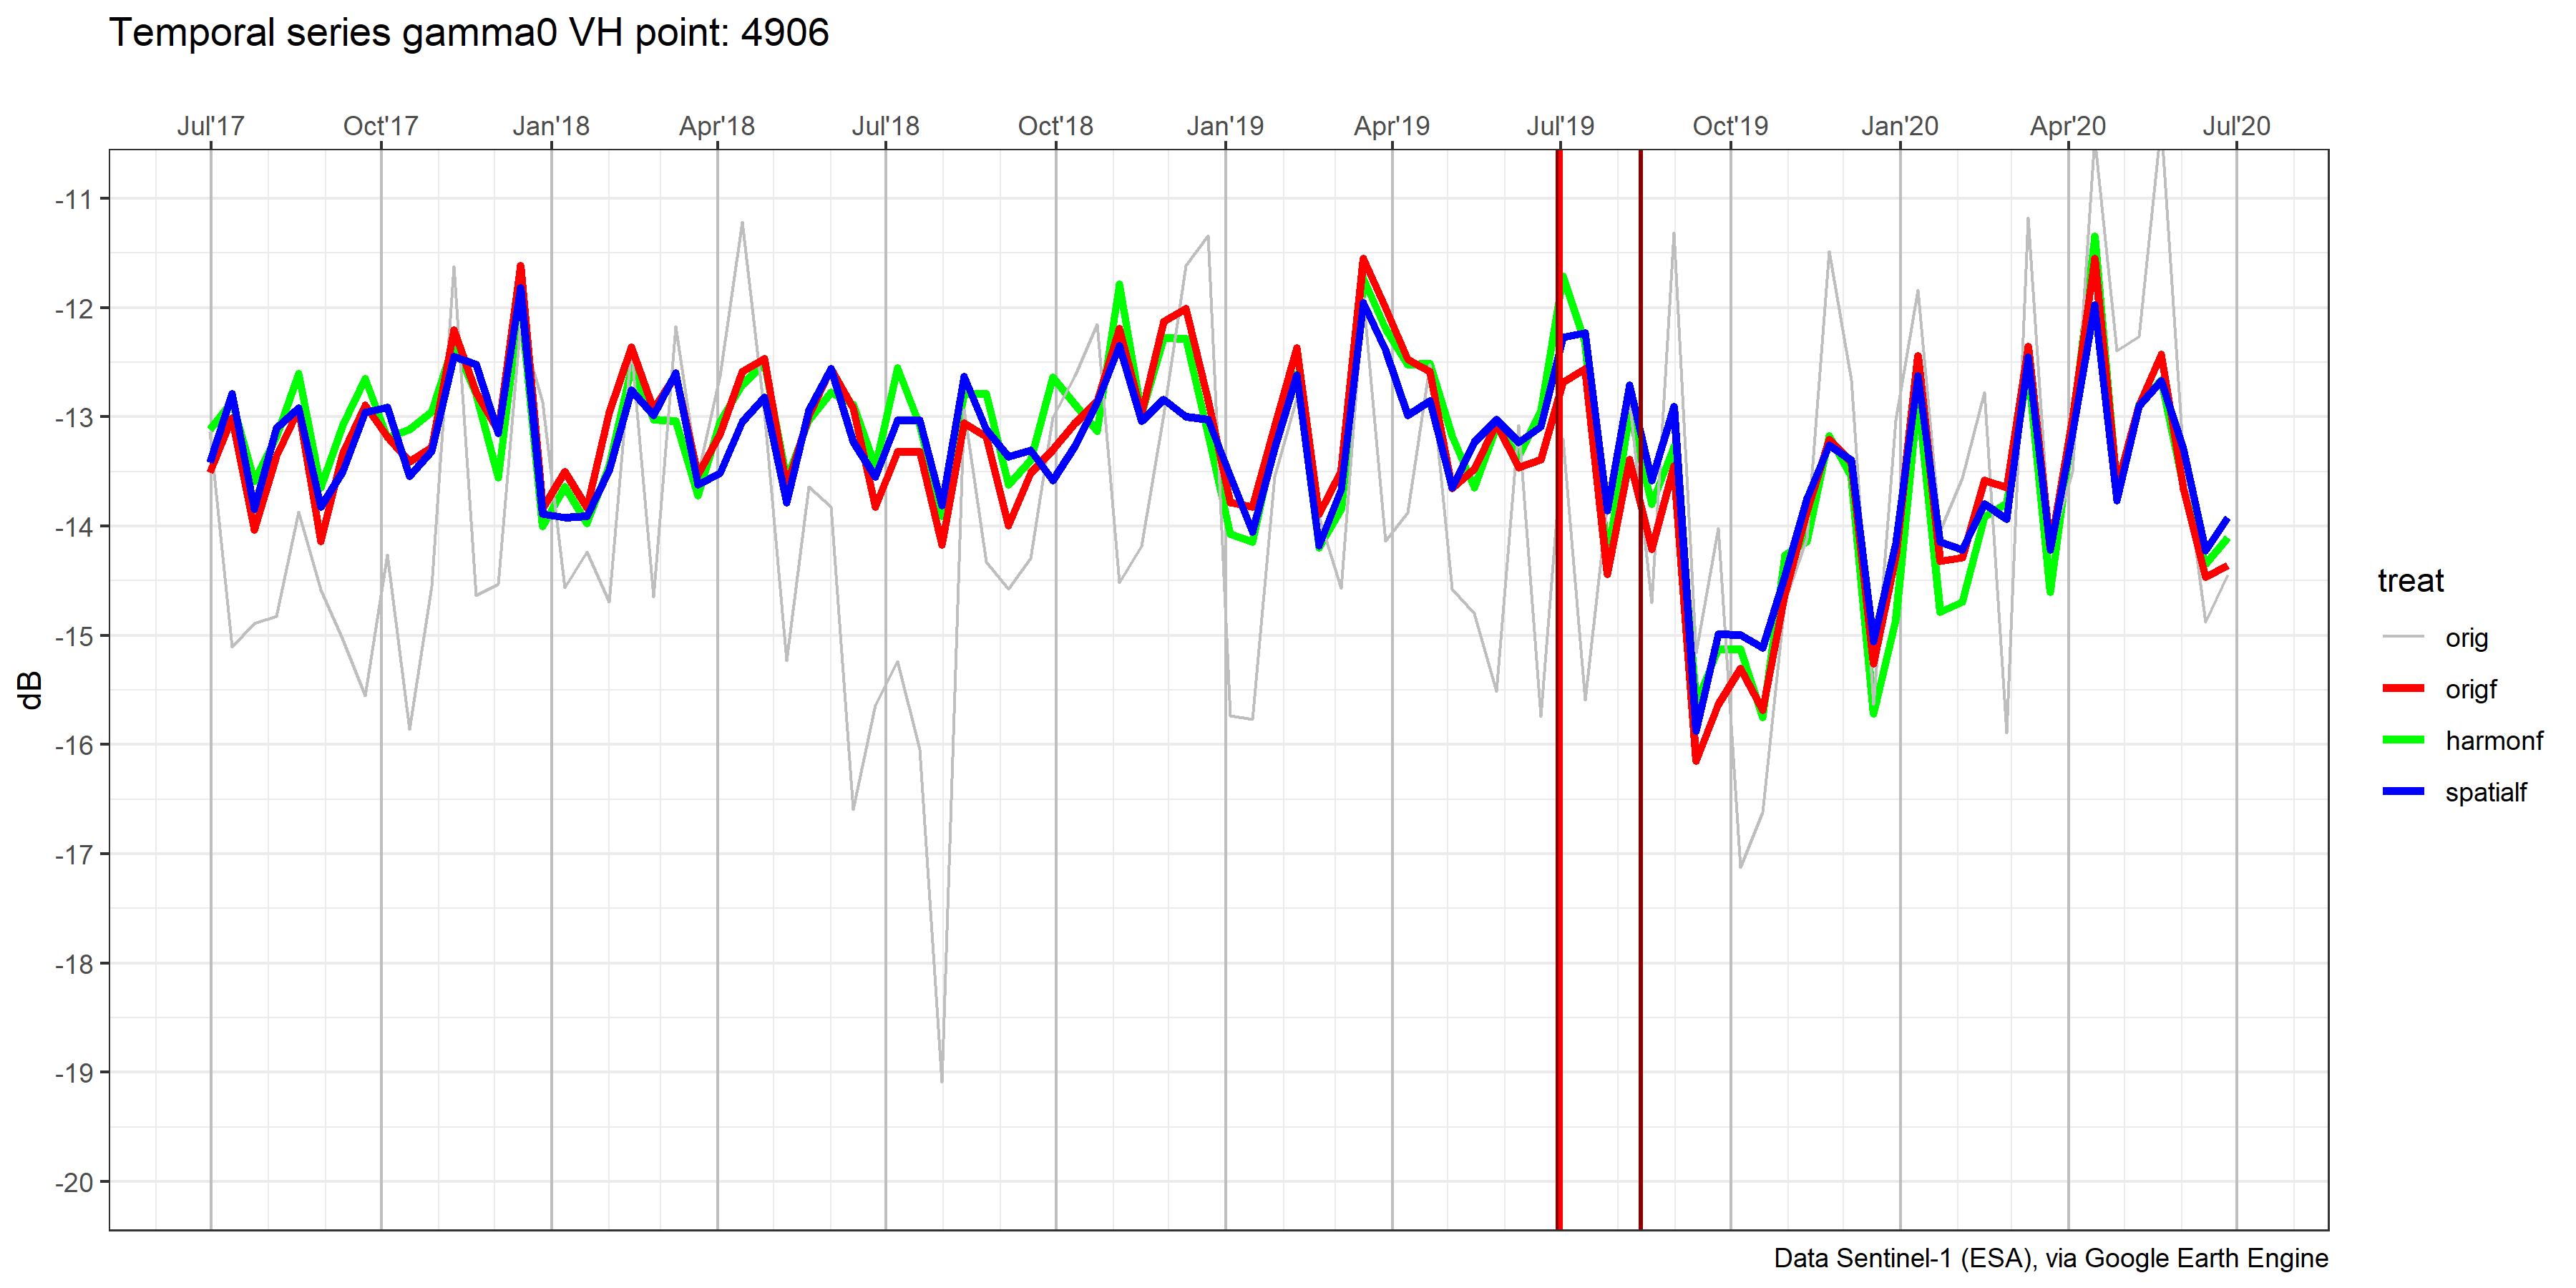 Temporal series gamma0 VH point: 4906
Jul'17 Oct'17 Jan'18 Apr'18 Jul'18 Oct'18 Jan'19 Apr'19 Jul'19 Oct'19 Jan'20 Apr'20 Jul'20
-11
-12
-13
-14
-15
-16
-17
-18
-19
-20
dB
treat
orig
origf
harmonf
spatialf
Data Sentinel-1 (ESA), via Google Earth Engine